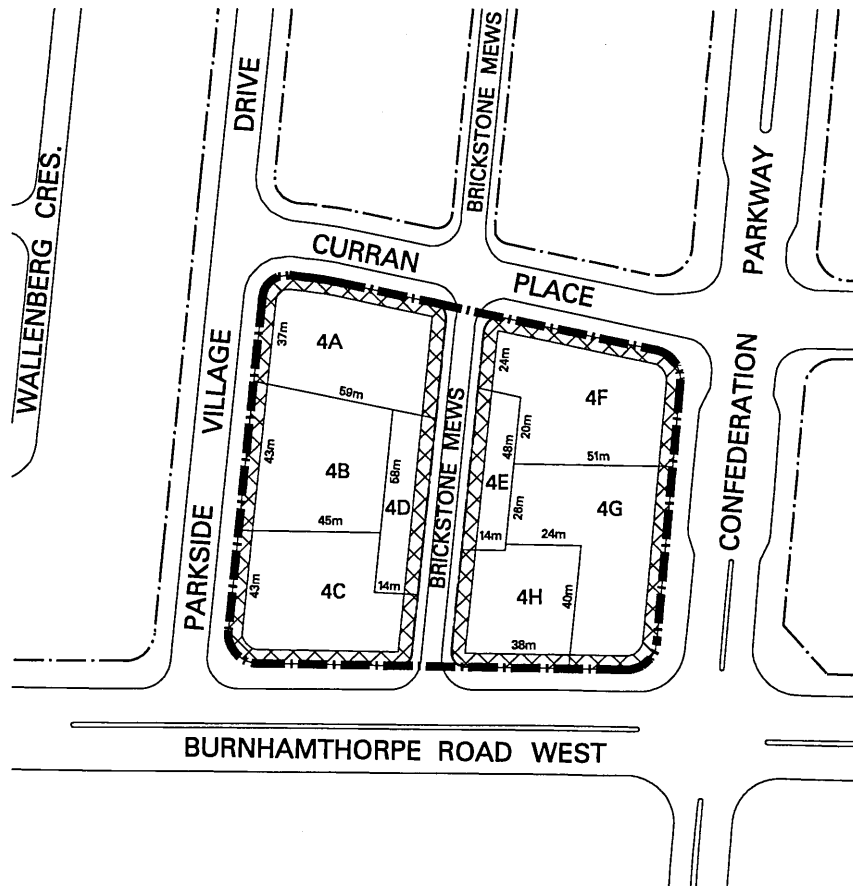 WALLENBERG CRES.
DRIVE
BRICKSTONE MEWS
PARKWAY
CURRAN
PLACE
VILLAGE
PARKSIDE
BRICKSTONE MEWS
CONFEDERATION
37m
4A
59m
43m
4B
58m
4D
45m
43m
4C
14m
24m
4F
20m
48m
51m
4E
28m
4G
14m
24m
4H
40m
38m
BURNHAMTHORPE ROAD WEST